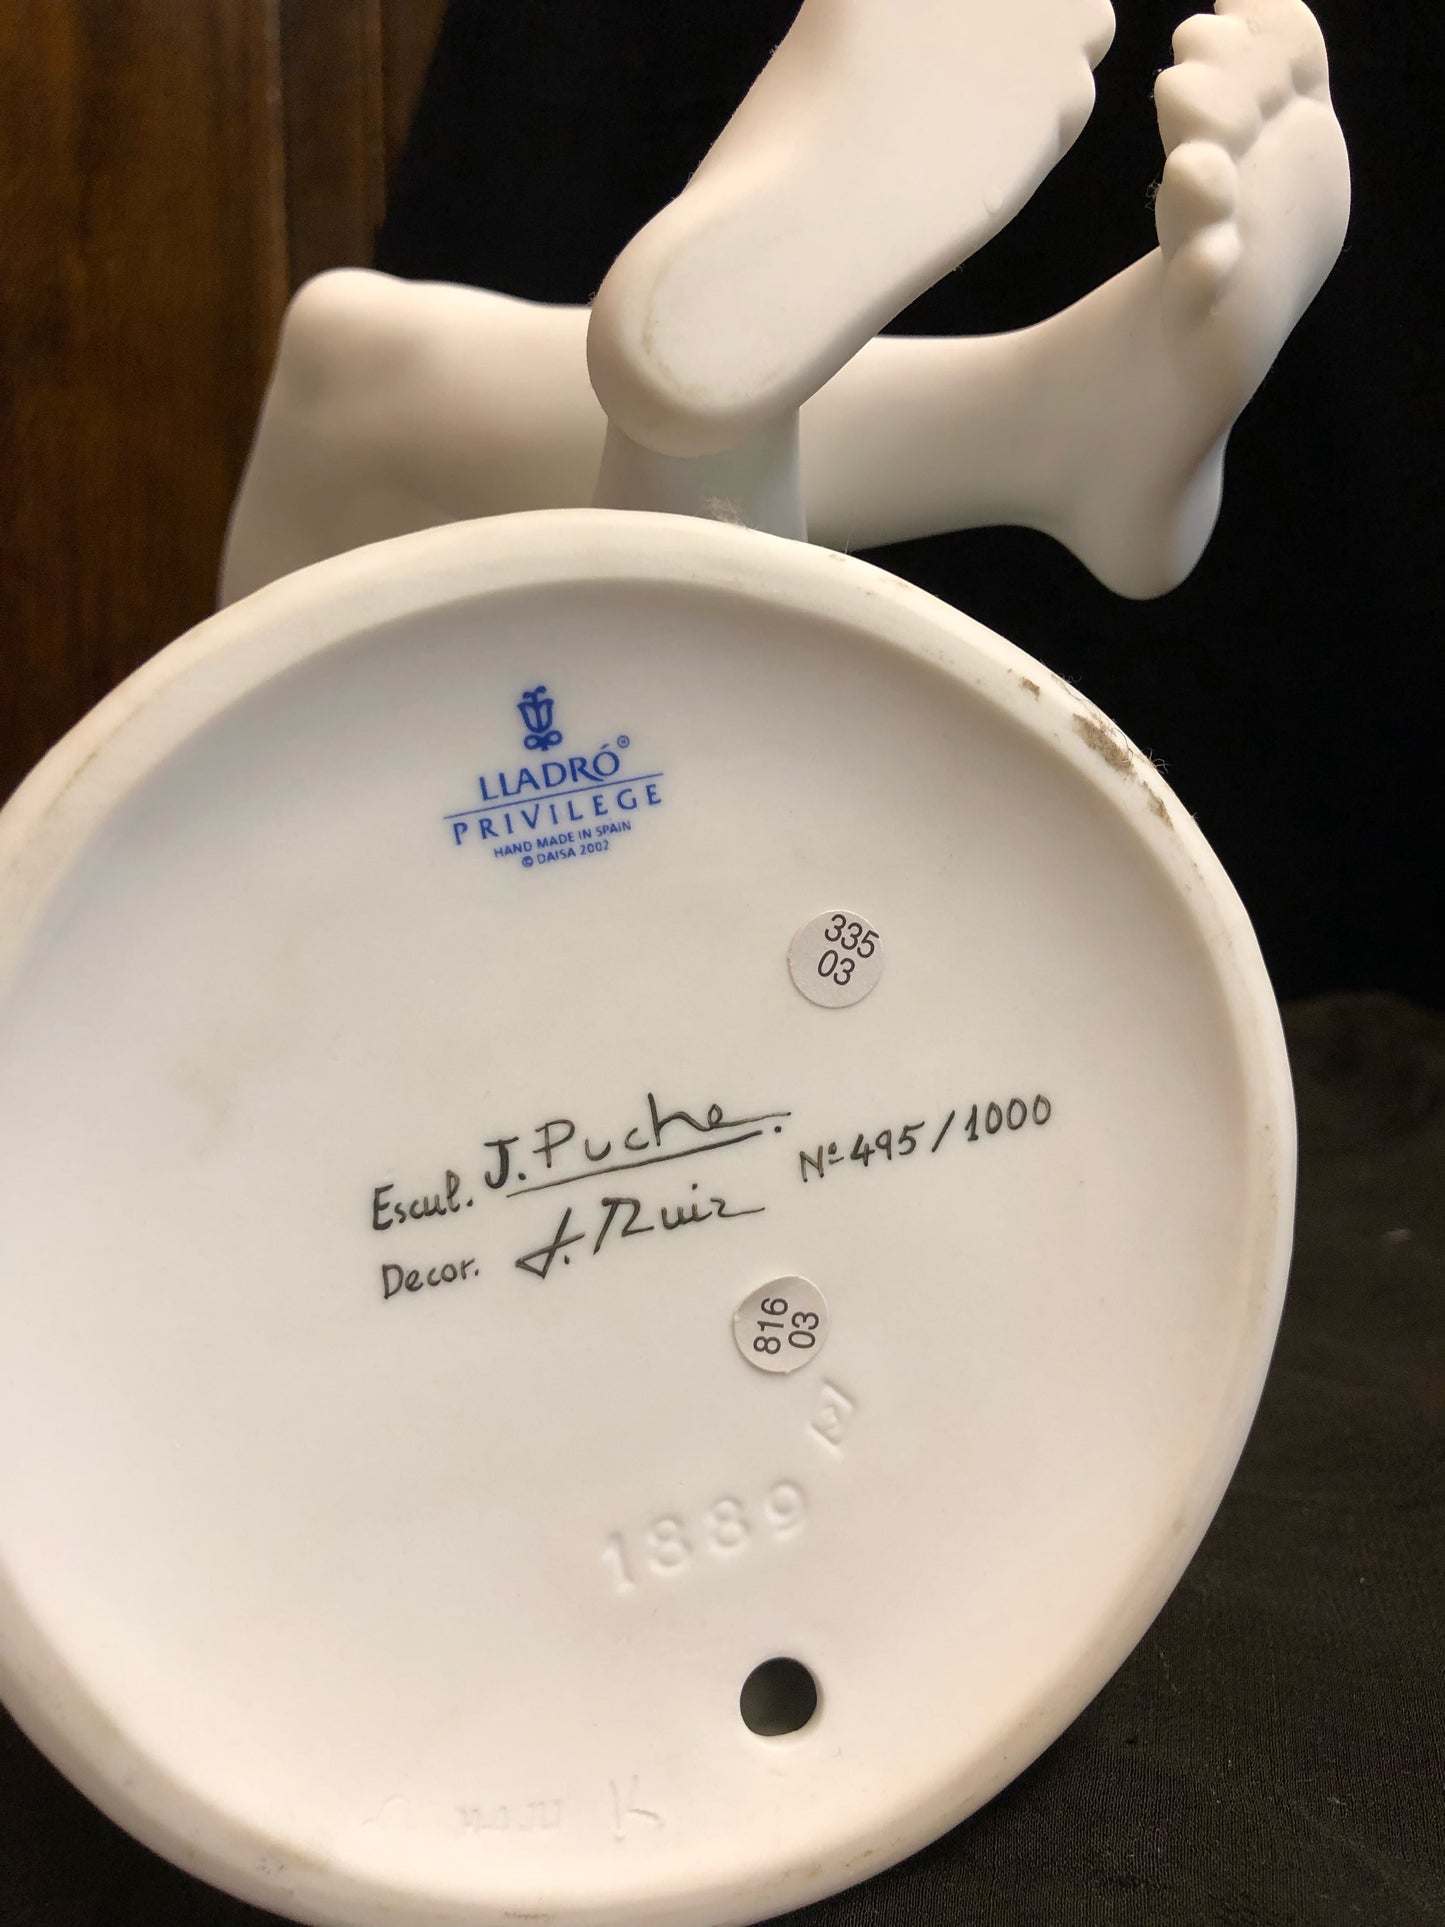 LLADRÓ®
PRIVILEGE
HAND MADE IN SPAIN
© DAISA 2002
335
03
Escul. J. Puche. Nº 495/1000
Decor. J. Ruiz
816
03
1889